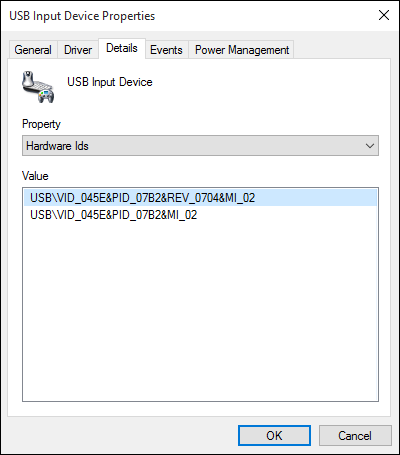 USB Input Device Properties
General Driver Details Events Power Management
USB Input Device
Property
Hardware Ids
Value
USB\VID_045E&PID_07B2&REV_0704&MI_02
USB\VID_045E&PID_07B2&MI_02
OK Cancel